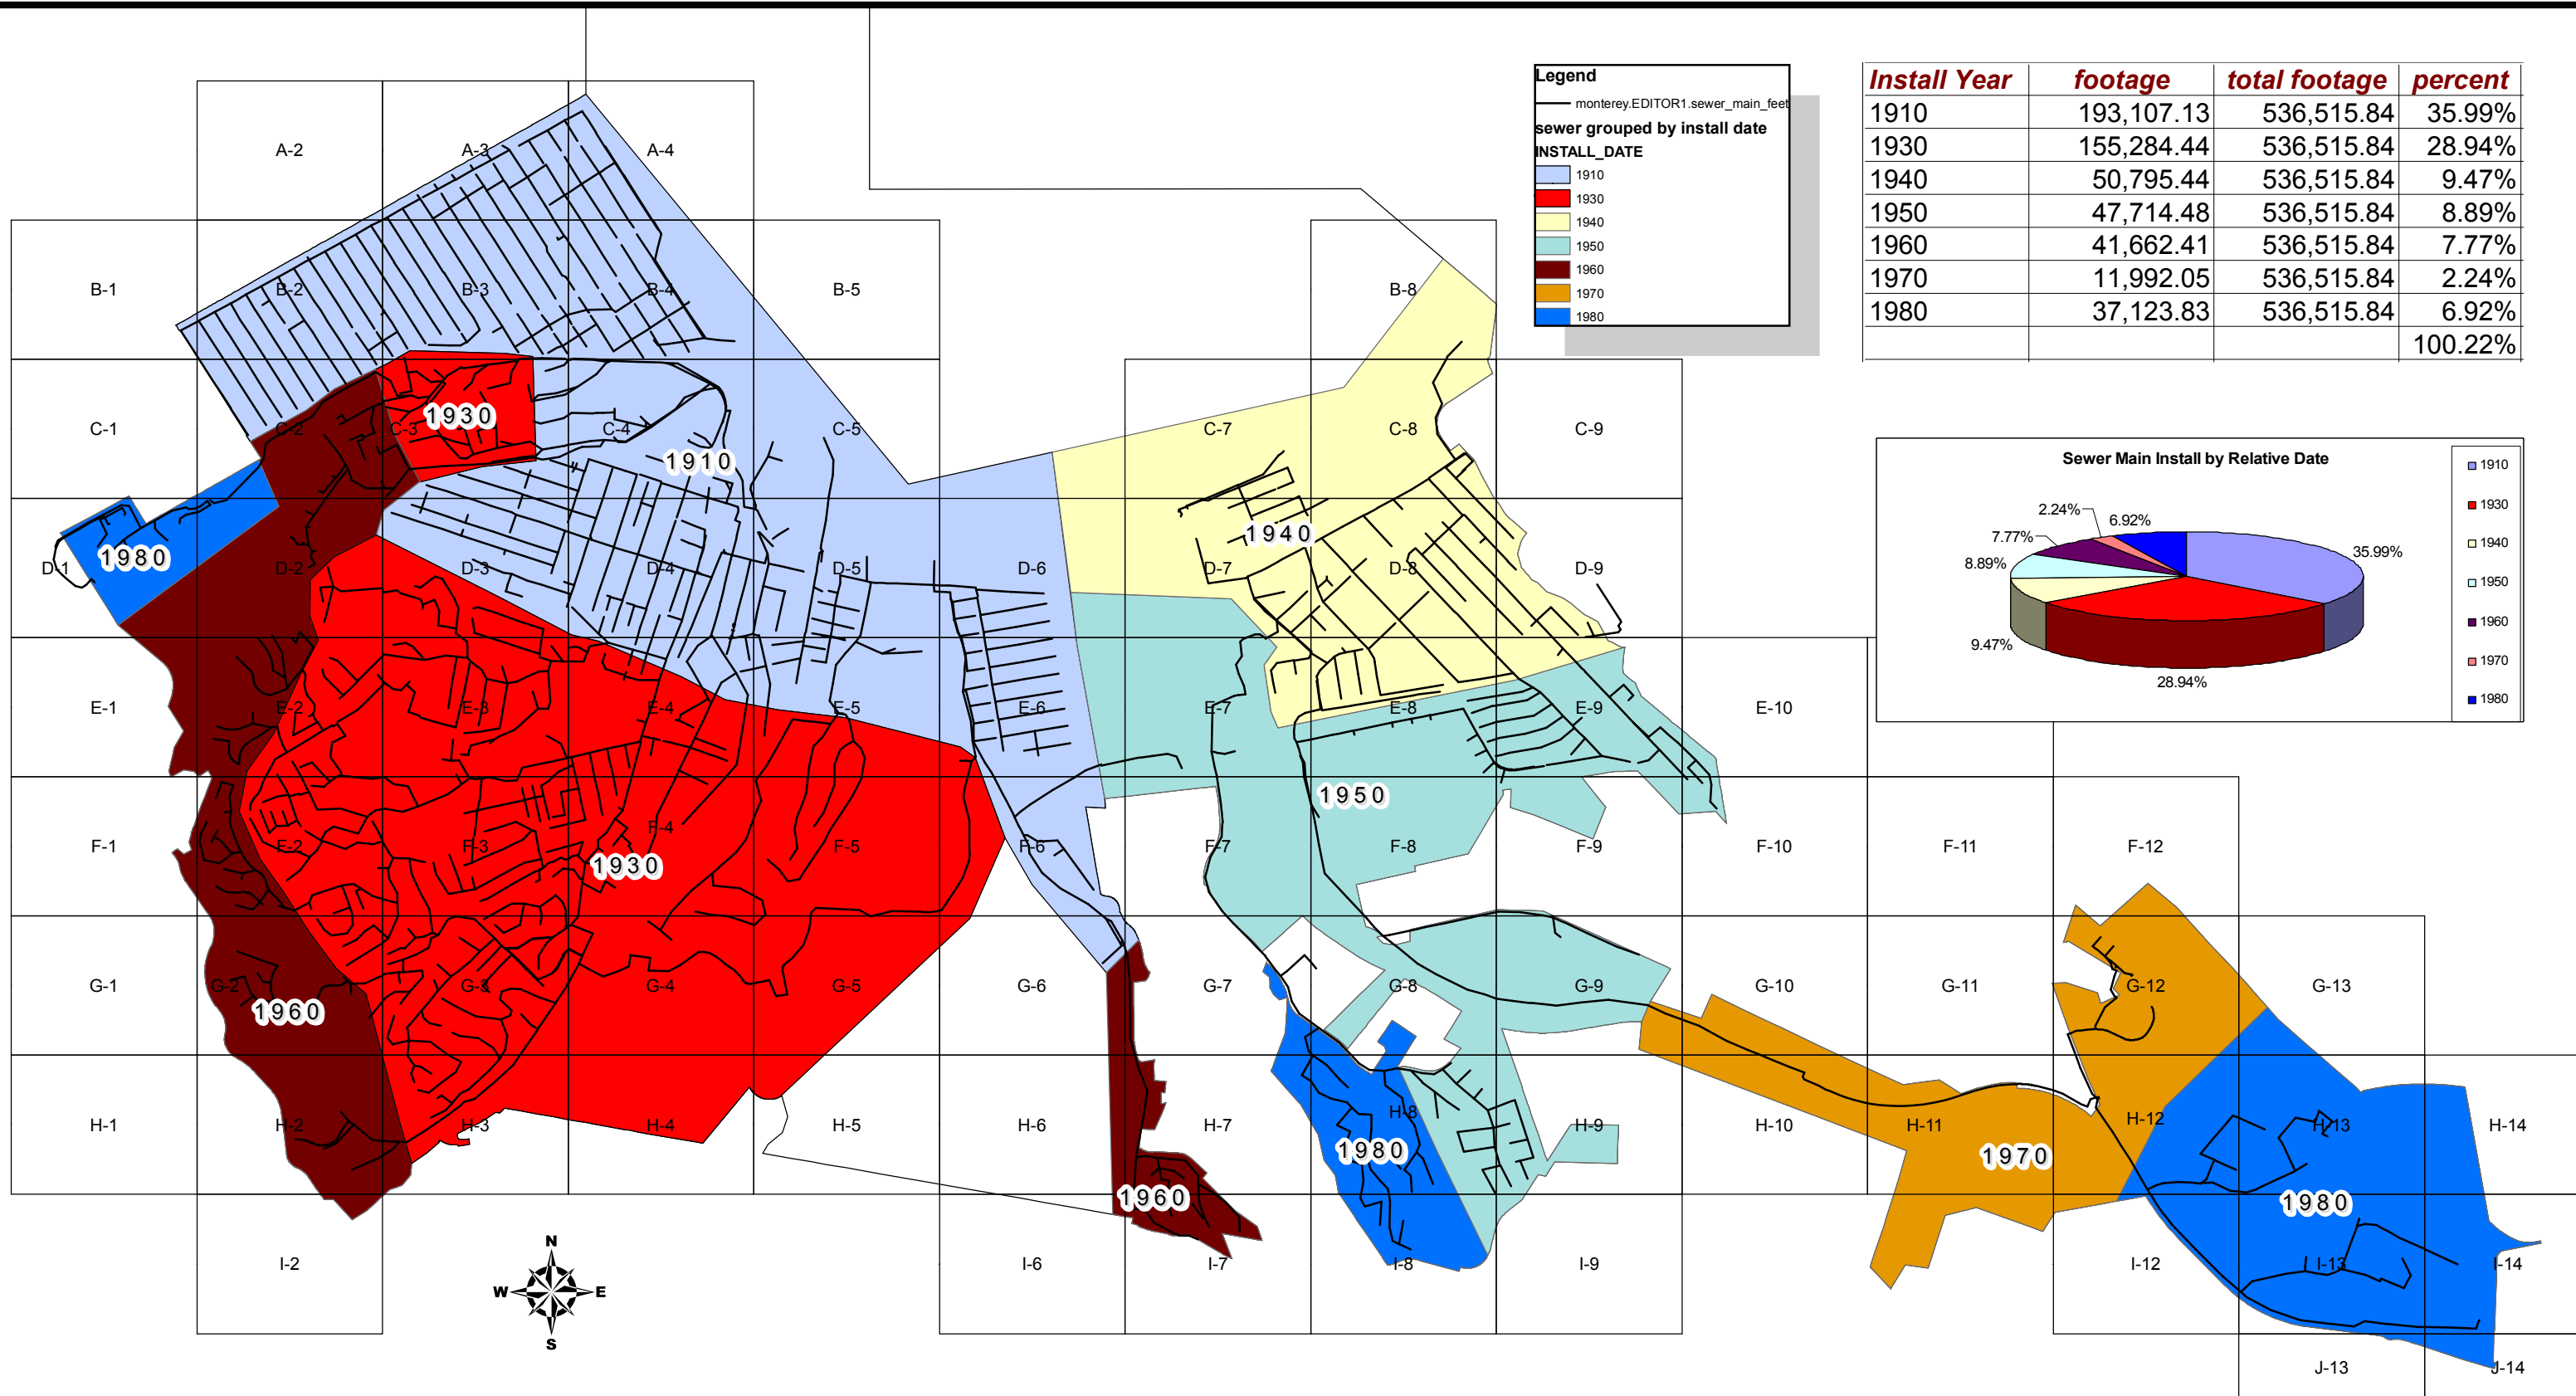 Legend
monterey.EDITOR1.sewer_main_feet
sewer grouped by install date
INSTALL_DATE
1910
1930
1940
1950
1960
1970
1980
Install Year footage total footage percent
1910 193,107.13 536,515.84 35.99%
1930 155,284.44 536,515.84 28.94%
1940 50,795.44 536,515.84 9.47%
1950 47,714.48 536,515.84 8.89%
1960 41,662.41 536,515.84 7.77%
1970 11,992.05 536,515.84 2.24%
1980 37,123.83 536,515.84 6.92%
100.22%
Sewer Main Install by Relative Date
2.24%
6.92%
7.77%
8.89%
35.99%
9.47%
28.94%
1910
1930
1940
1950
1960
1970
1980
A-2 A-3 A-4
B-1 B-2 B-3 B-4 B-5 B-8
1930
C-1 C-2 C-3 C-4 C-5 C-7 C-8 C-9
1910
1940
1980
D-1 D-2 D-3 D-4 D-5 D-6 D-7 D-8 D-9
E-1 E-2 E-3 E-4 E-5 E-6 E-7 E-8 E-9 E-10
1950
F-1 F-2 F-3 F-4 F-5 F-6 F-7 F-8 F-9 F-10 F-11 F-12
1930
G-1 G-2 G-3 G-4 G-5 G-6 G-7 G-8 G-9 G-10 G-11 G-12 G-13
1960
H-1 H-2 H-3 H-4 H-5 H-6 H-7 H-8 H-9 H-10 H-11 H-12 H-13 H-14
1980
1970
1960
1980
I-2 I-6 I-7 I-8 I-9 I-12 I-13 I-14
J-13 J-14
N
W E
S